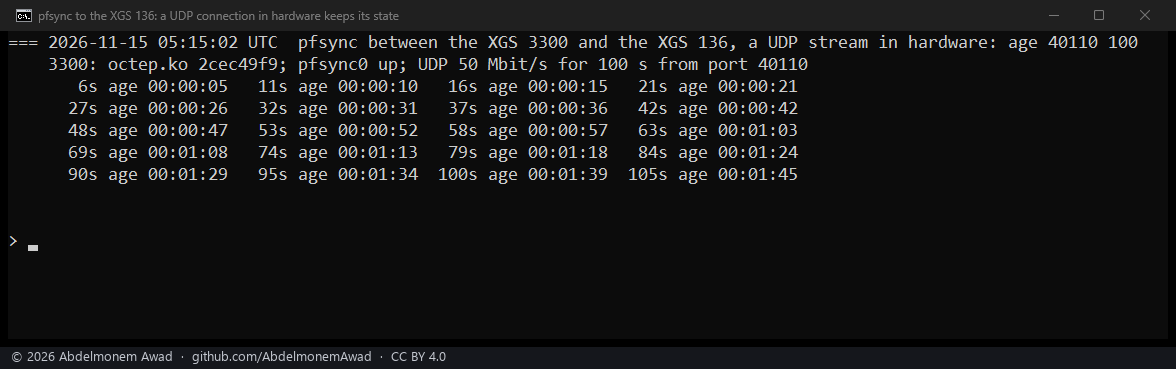 pfsync to the XGS 136: a UDP connection in hardware keeps its state
=== 2026-11-15 05:15:02 UTC  pfsync between the XGS 3300 and the XGS 136, a UDP stream in hardware: age 40110 100
    3300: octep.ko 2cec49f9; pfsync0 up; UDP 50 Mbit/s for 100 s from port 40110
       6s age 00:00:05   11s age 00:00:10   16s age 00:00:15   21s age 00:00:21
      27s age 00:00:26   32s age 00:00:31   37s age 00:00:36   42s age 00:00:42
      48s age 00:00:47   53s age 00:00:52   58s age 00:00:57   63s age 00:01:03
      69s age 00:01:08   74s age 00:01:13   79s age 00:01:18   84s age 00:01:24
      90s age 00:01:29   95s age 00:01:34  100s age 00:01:39  105s age 00:01:45
> _
© 2026 Abdelmonem Awad · github.com/AbdelmonemAwad · CC BY 4.0